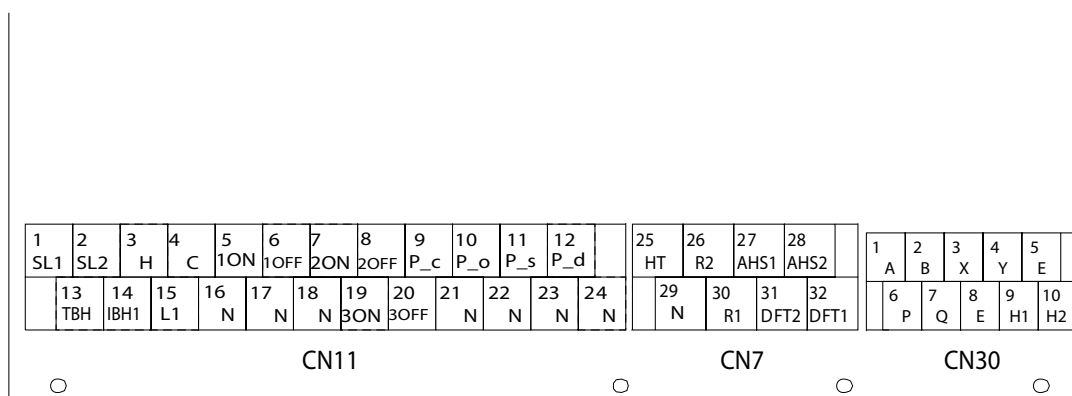 1 2 3 4 5 6 7 8 9 10 11 12
SL1 SL2 H C 1ON 1OFF 2ON 2OFF P_c P_o P_s P_d
13 14 15 16 17 18 19 20 21 22 23 24
TBH IBH1 L1 N N N 3ON 3OFF N N N N
CN11
25 26 27 28
HT R2 AHS1 AHS2
29 30 31 32
N R1 DFT2 DFT1
CN7
1 2 3 4 5
A B X Y E
6 7 8 9 10
P Q E H1 H2
CN30